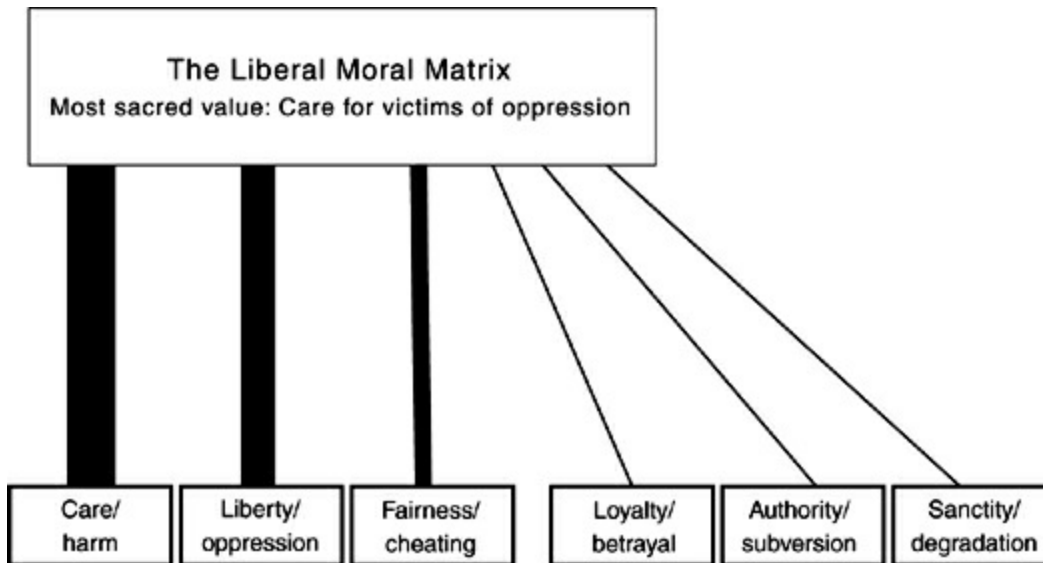 The Liberal Moral Matrix
Most sacred value: Care for victims of oppression
Care/
harm
Liberty/
oppression
Fairness/
cheating
Loyalty/
betrayal
Authority/
subversion
Sanctity/
degradation